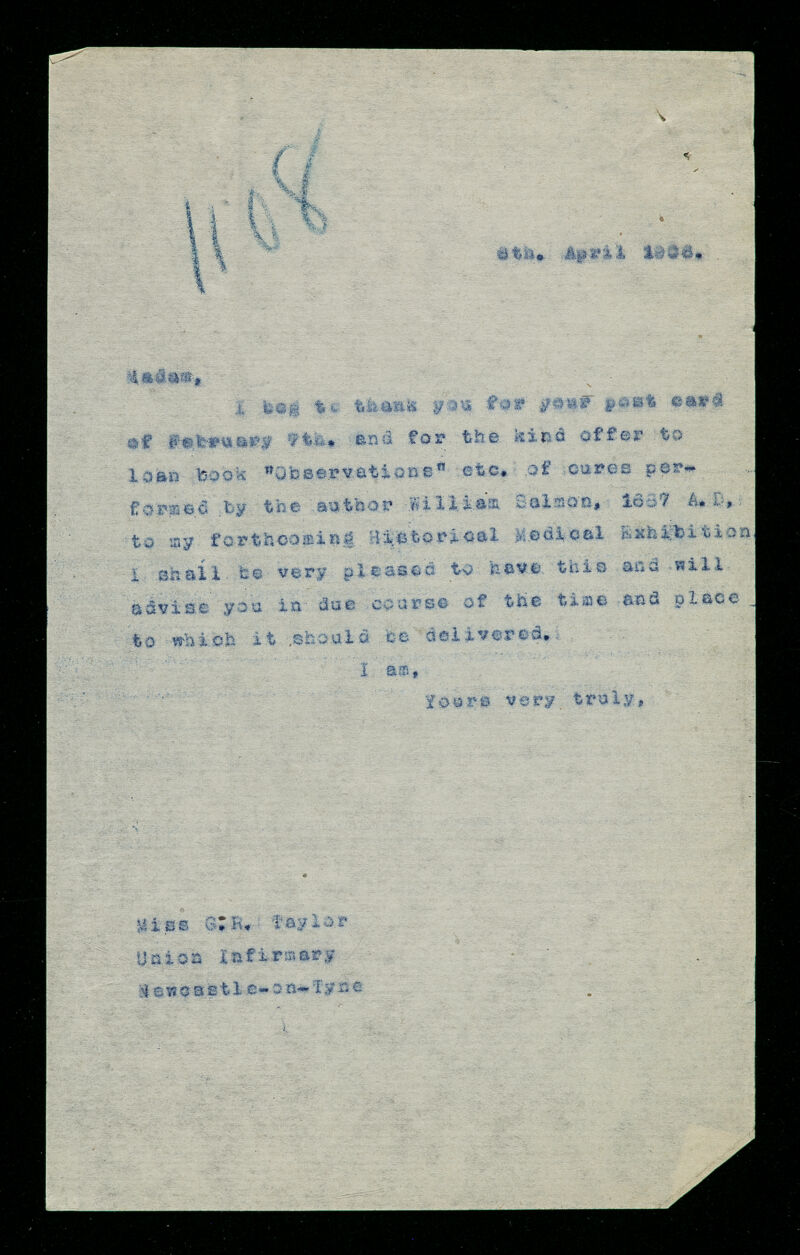 1108
April
Madam,
I beg to thank you for your post card
of February 7th. and for the kind offer to
loan book "Observations" etc. of cures per-
formed by the author William Salmon, 1687 A.D,
to my forthcoming Historical Medical Exhibition.
I shall be very pleased to have this and will
advise you in due course of the time and place
to which it should be delivered.
I am,
Yours very truly,
Miss G.R. Taylor
Union Infirmary
Newcastle-on-Tyne